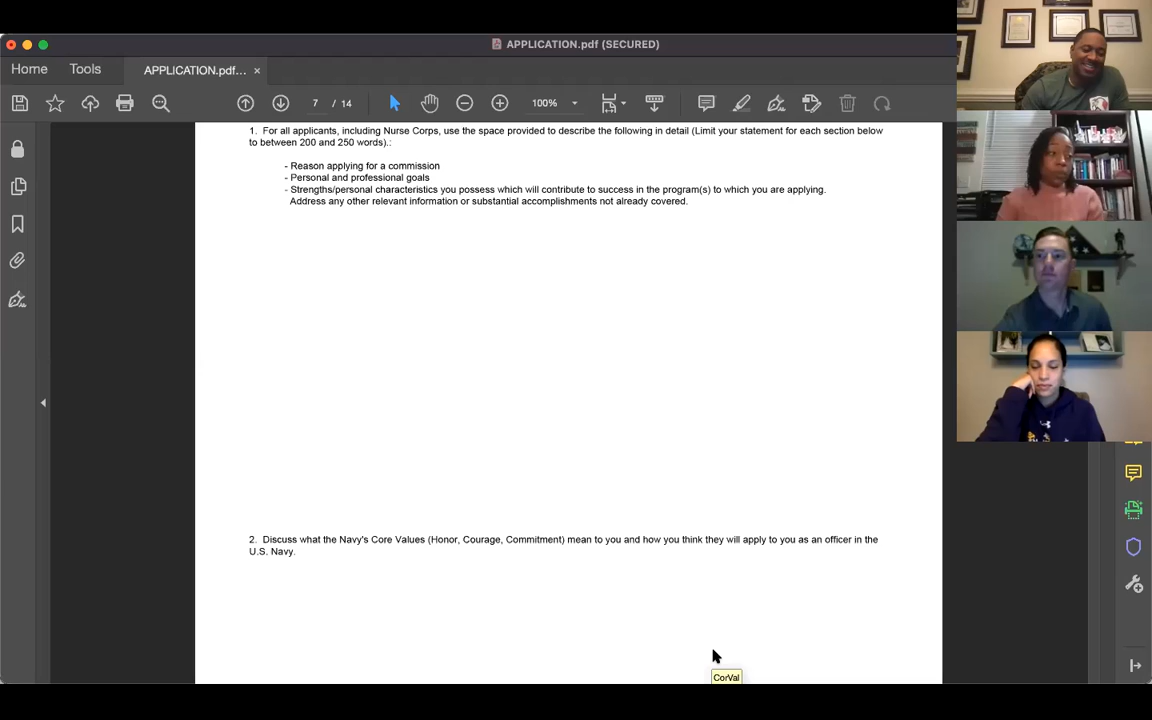 APPLICATION.pdf (SECURED)
Home
Tools
APPLICATION.pdf...
7 / 14
100%
1. For all applicants, including Nurse Corps, use the space provided to describe the following in detail (Limit your statement for each section below
to between 200 and 250 words).:
- Reason applying for a commission
- Personal and professional goals
- Strengths/personal characteristics you possess which will contribute to success in the program(s) to which you are applying.
Address any other relevant information or substantial accomplishments not already covered.
2. Discuss what the Navy's Core Values (Honor, Courage, Commitment) mean to you and how you think they will apply to you as an officer in the
U.S. Navy.
CorVal